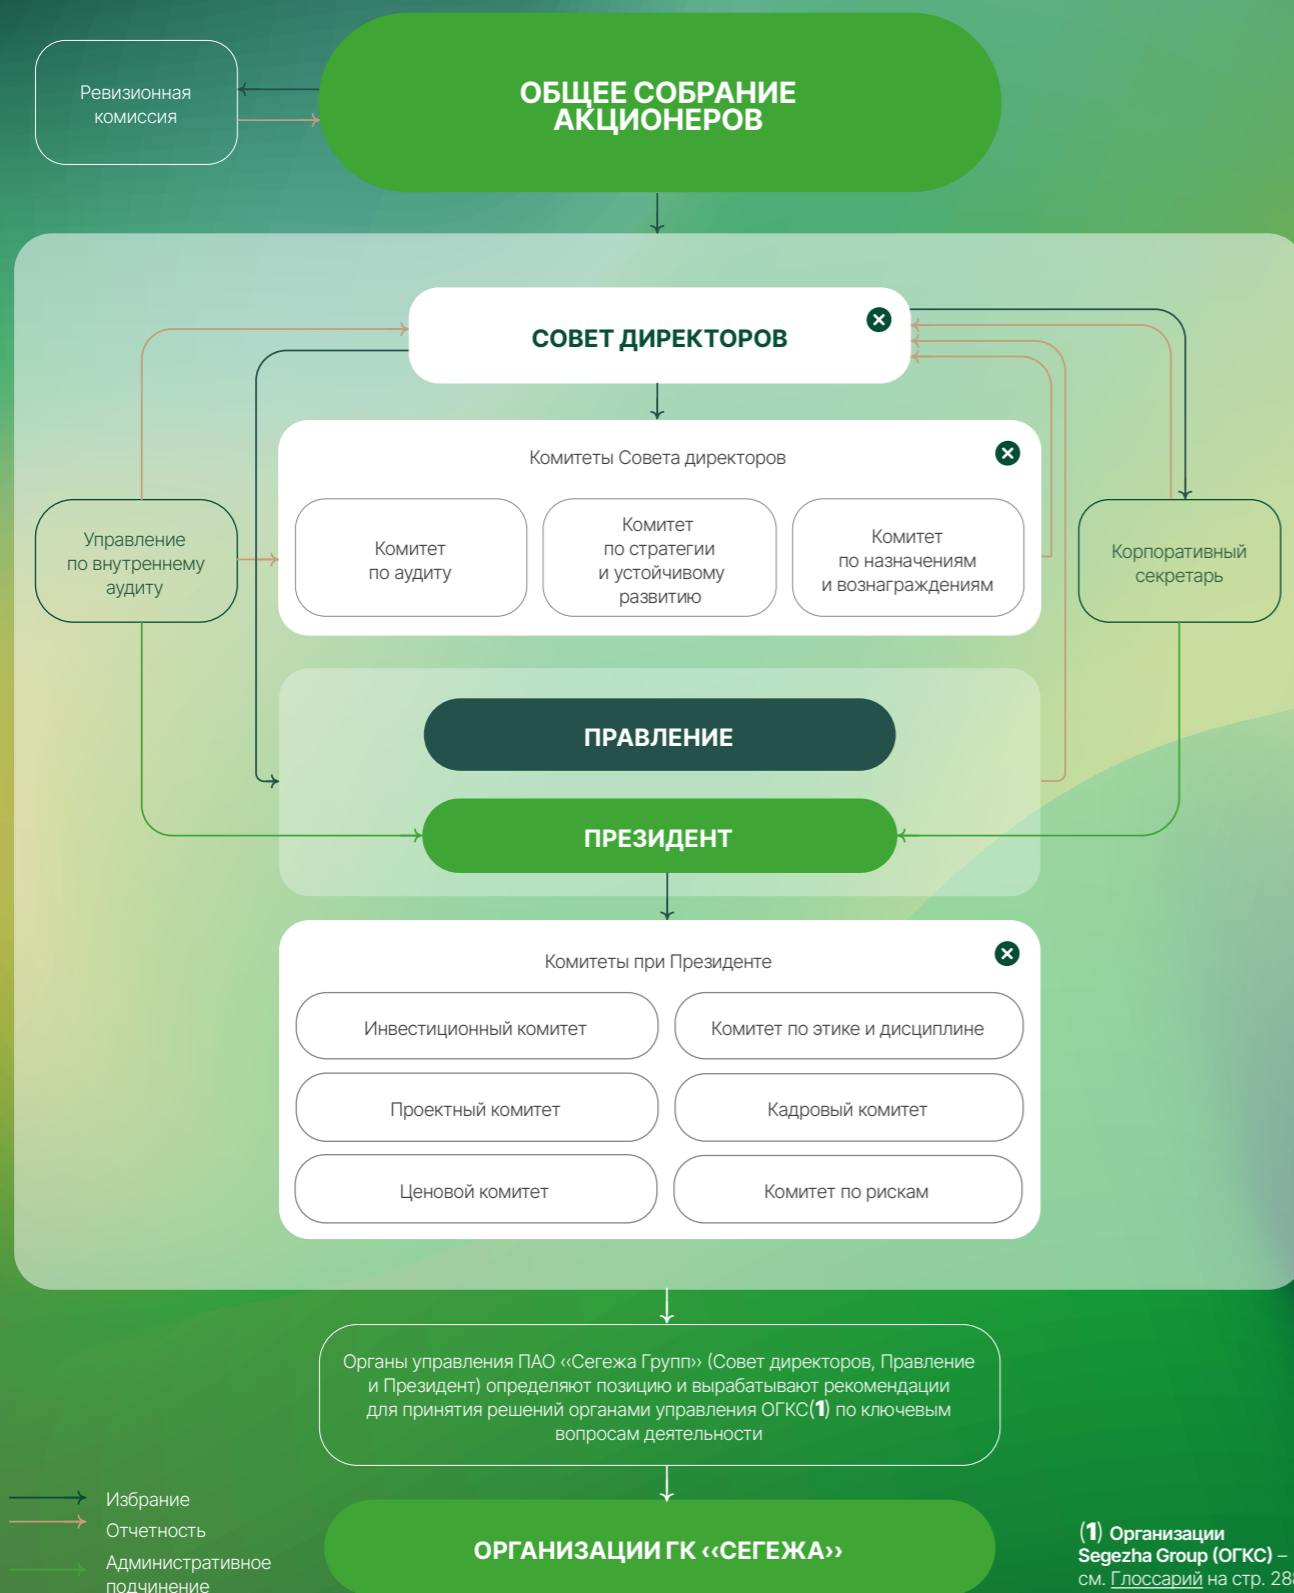 Ревизионная
комиссия
ОБЩЕЕ СОБРАНИЕ
АКЦИОНЕРОВ
СОВЕТ ДИРЕКТОРОВ
Комитеты Совета директоров
Управление
по внутреннему
аудиту
Комитет
по аудиту
Комитет
по стратегии
и устойчивому
развитию
Комитет
по назначениям
и вознаграждениям
Корпоративный
секретарь
ПРАВЛЕНИЕ
ПРЕЗИДЕНТ
Комитеты при Президенте
Инвестиционный комитет
Комитет по этике и дисциплине
Проектный комитет
Кадровый комитет
Ценовой комитет
Комитет по рискам
Органы управления ПАО ‹‹Сегежа Групп›› (Совет директоров, Правление
и Президент) определяют позицию и вырабатывают рекомендации
для принятия решений органами управления ОГКС(1) по ключевым
вопросам деятельности
Избрание
Отчетность
Административное
подчинение
ОРГАНИЗАЦИИ ГК ‹‹СЕГЕЖА››
(1) Организации
Segezha Group (ОГКС) –
см. Глоссарий на стр. 288